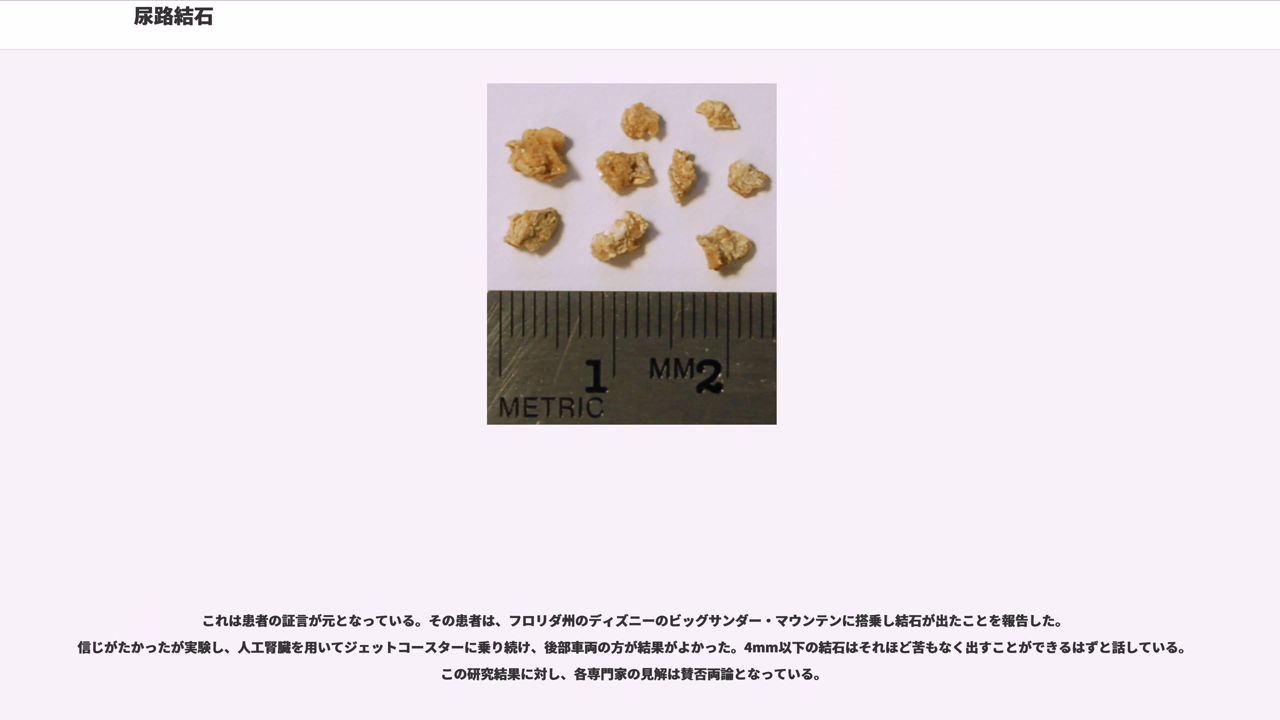 尿路結石
1 MM 2
METRIC
これは患者の証言が元となっている。その患者は、フロリダ州のディズニーのビッグサンダー・マウンテンに搭乗し結石が出たことを報告した。
信じがたかったが実験し、人工腎臓を用いてジェットコースターに乗り続け、後部車両の方が結果がよかった。4mm以下の結石はそれほど苦もなく出すことができるはずと話している。
この研究結果に対し、各専門家の見解は賛否両論となっている。